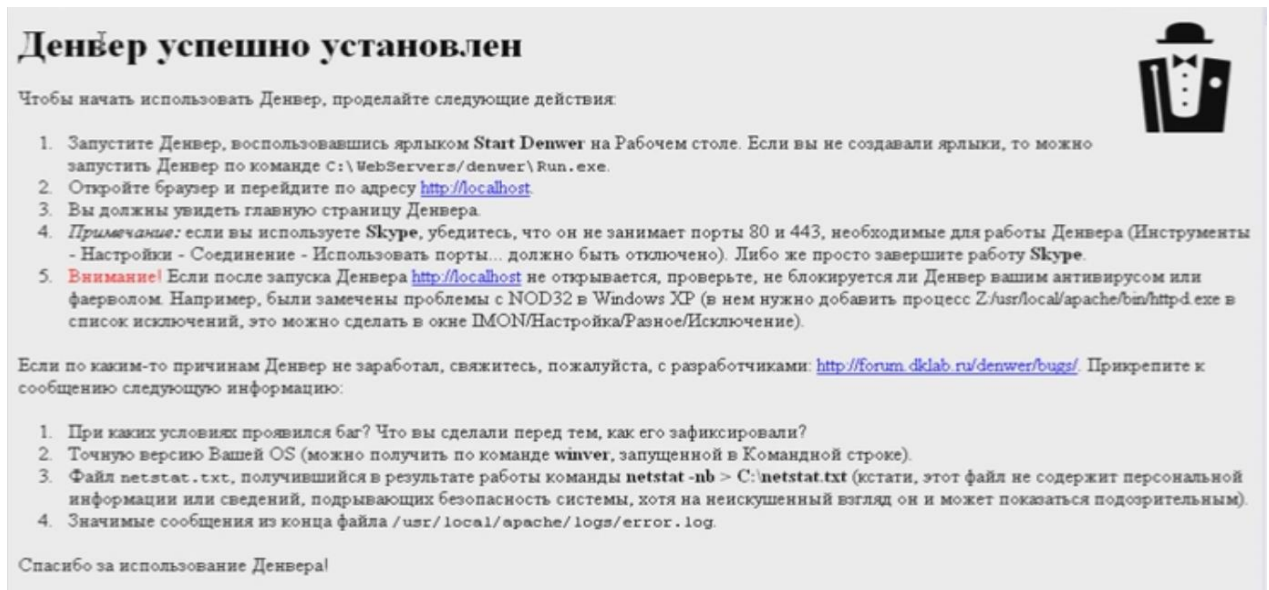 Денвер успешно установлен
Чтобы начать использовать Денвер, проделайте следующие действия:
1. Запустите Денвер, воспользовавшись ярлыком Start Denwer на Рабочем столе. Если вы не создавали ярлыки, то можно
запустить Денвер по команде C:\WebServers/denwer\Run.exe.
2. Откройте браузер и перейдите по адресу http://localhost.
3. Вы должны увидеть главную страницу Денвера.
4. Примечание: если вы используете Skype, убедитесь, что он не занимает порты 80 и 443, необходимые для работы Денвера (Инструменты
- Настройки - Соединение - Использовать порты... должно быть отключено). Либо же просто завершите работу Skype.
5. Внимание! Если после запуска Денвера http://localhost не открывается, проверьте, не блокируется ли Денвер вашим антивирусом или
фаерволом. Например, были замечены проблемы с NOD32 в Windows XP (в нем нужно добавить процесс Z:/usr/local/apache/bin/httpd.exe в
список исключений, это можно сделать в окне IMON/Настройка/Разное/Исключение).
Если по каким-то причинам Денвер не заработал, свяжитесь, пожалуйста, с разработчиками: http://forum.dklab.ru/denwer/bugs/. Прикрепите к
сообщению следующую информацию:
1. При каких условиях проявился баг? Что вы сделали перед тем, как его зафиксировали?
2. Точную версию Вашей OS (можно получить по команде winver, запущенной в Командной строке).
3. Файл netstat.txt, получившийся в результате работы команды netstat -nb > C:\netstat.txt (кстати, этот файл не содержит персональной
информации или сведений, подрывающих безопасность системы, хотя на неискушенный взгляд он и может показаться подозрительным).
4. Значимые сообщения из конца файла /usr/local/apache/logs/error.log.
Спасибо за использование Денвера!